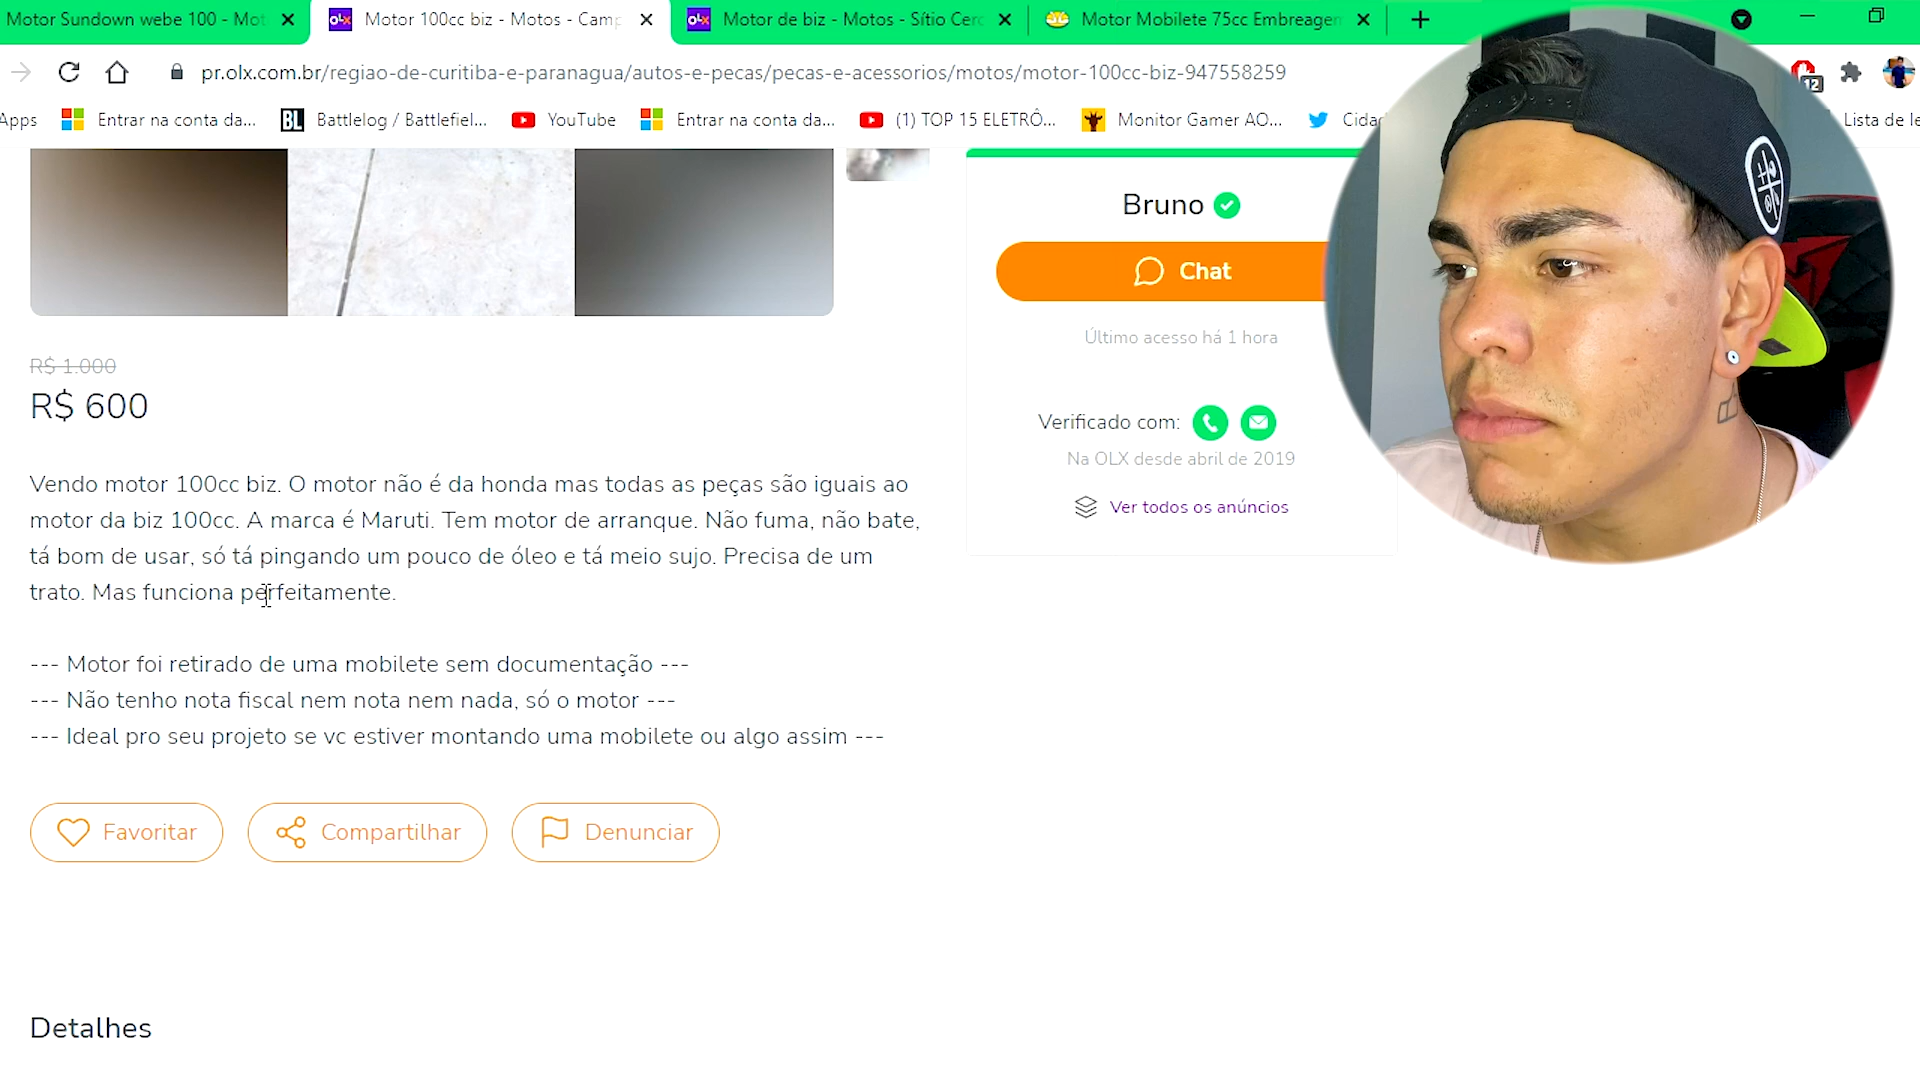 Motor Sundown webe 100 - Mot
Motor 100cc biz - Motos - Camp
OLX
Motor de biz - Motos - Sítio Cerc
Motor Mobilete 75cc Embreagem
pr.olx.com.br/regiao-de-curitiba-e-paranagua/autos-e-pecas/pecas-e-acessorios/motos/motor-100cc-biz-947558259
12
Apps
Entrar na conta da...
BL
Battlelog / Battlefiel...
YouTube
Entrar na conta da...
(1) TOP 15 ELETRÔ...
Monitor Gamer AO...
Cidad
Lista de le
Bruno
Chat
Último acesso há 1 hora
Verificado com:
Na OLX desde abril de 2019
Ver todos os anúncios
R$ 1.000
R$ 600
Vendo motor 100cc biz. O motor não é da honda mas todas as peças são iguais ao
motor da biz 100cc. A marca é Maruti. Tem motor de arranque. Não fuma, não bate,
tá bom de usar, só tá pingando um pouco de óleo e tá meio sujo. Precisa de um
trato. Mas funciona perfeitamente.
--- Motor foi retirado de uma mobilete sem documentação ---
--- Não tenho nota fiscal nem nota nem nada, só o motor ---
--- Ideal pro seu projeto se vc estiver montando uma mobilete ou algo assim ---
Favoritar
Compartilhar
Denunciar
Detalhes